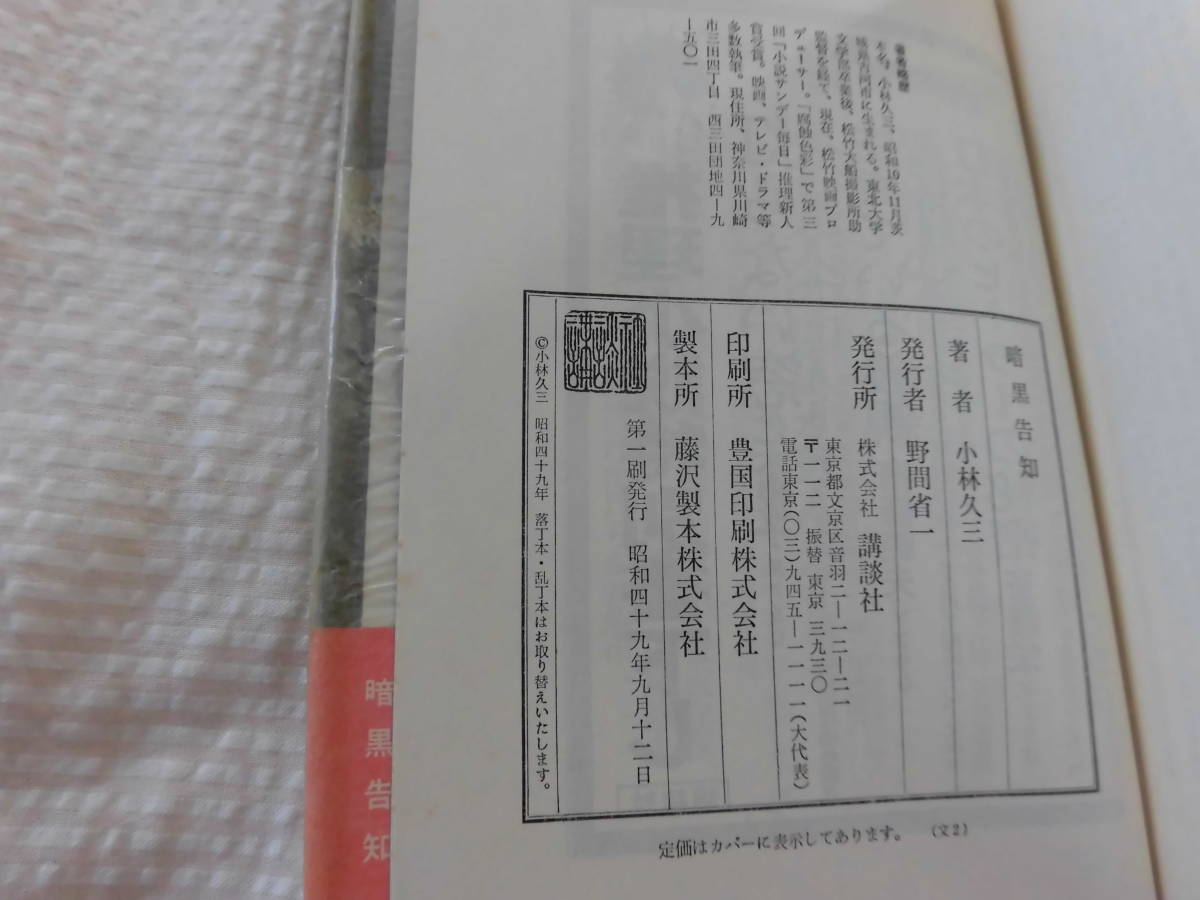 著者略歴
本名、小林久三、昭和10年11月茨
城県古河市に生まれる。東北大学
文学部卒業後、松竹大船撮影所助
監督を経て、現在、松竹映画プロ
デューサー。『腐蝕色彩』で第三
回『小説サンデー毎日』推理新人
賞受賞。映画、テレビ・ドラマ等
多数執筆。現住所、神奈川県川崎
市三田四丁目 西三田団地四―九
―五〇一
暗黒告知
著者 小林久三
発行者 野間省一
発行所 株式会社 講談社
東京都文京区音羽二―一二―二一
〒一一二 振替 東京 三九三〇
電話東京(〇三)九四五―一一一一(大代表)
印刷所 豊国印刷株式会社
製本所 藤沢製本株式会社
第一刷発行 昭和四十九年九月十二日
©小林久三 昭和四十九年 落丁本・乱丁本はお取り替えいたします。
定価はカバーに表示してあります。 (文2)
暗黒告知